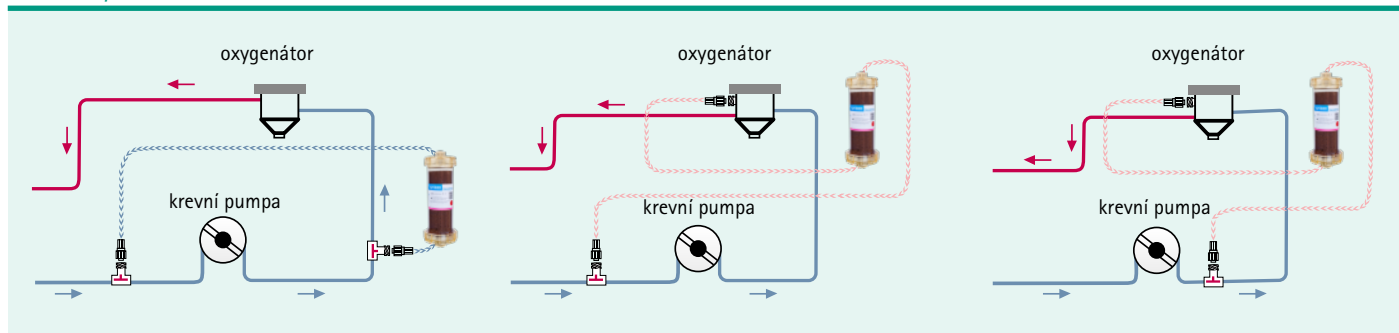 oxygenátor
krevní pumpa
oxygenátor
krevní pumpa
oxygenátor
krevní pumpa